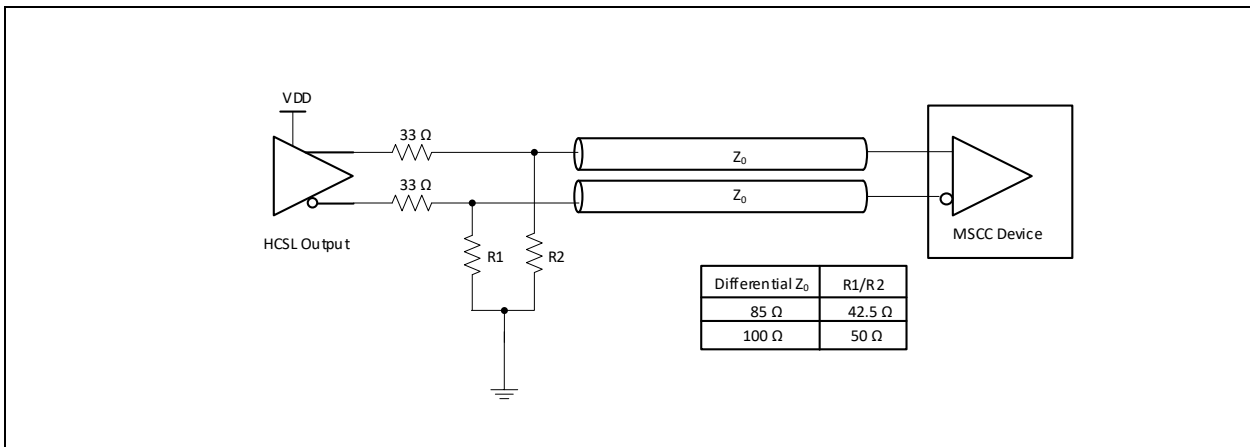 VDD
33 Ω
Z₀
33 Ω
Z₀
HCSL Output
R1
R2
MSCC Device
Differential Z₀ R1/R2
85 Ω 42.5 Ω
100 Ω 50 Ω